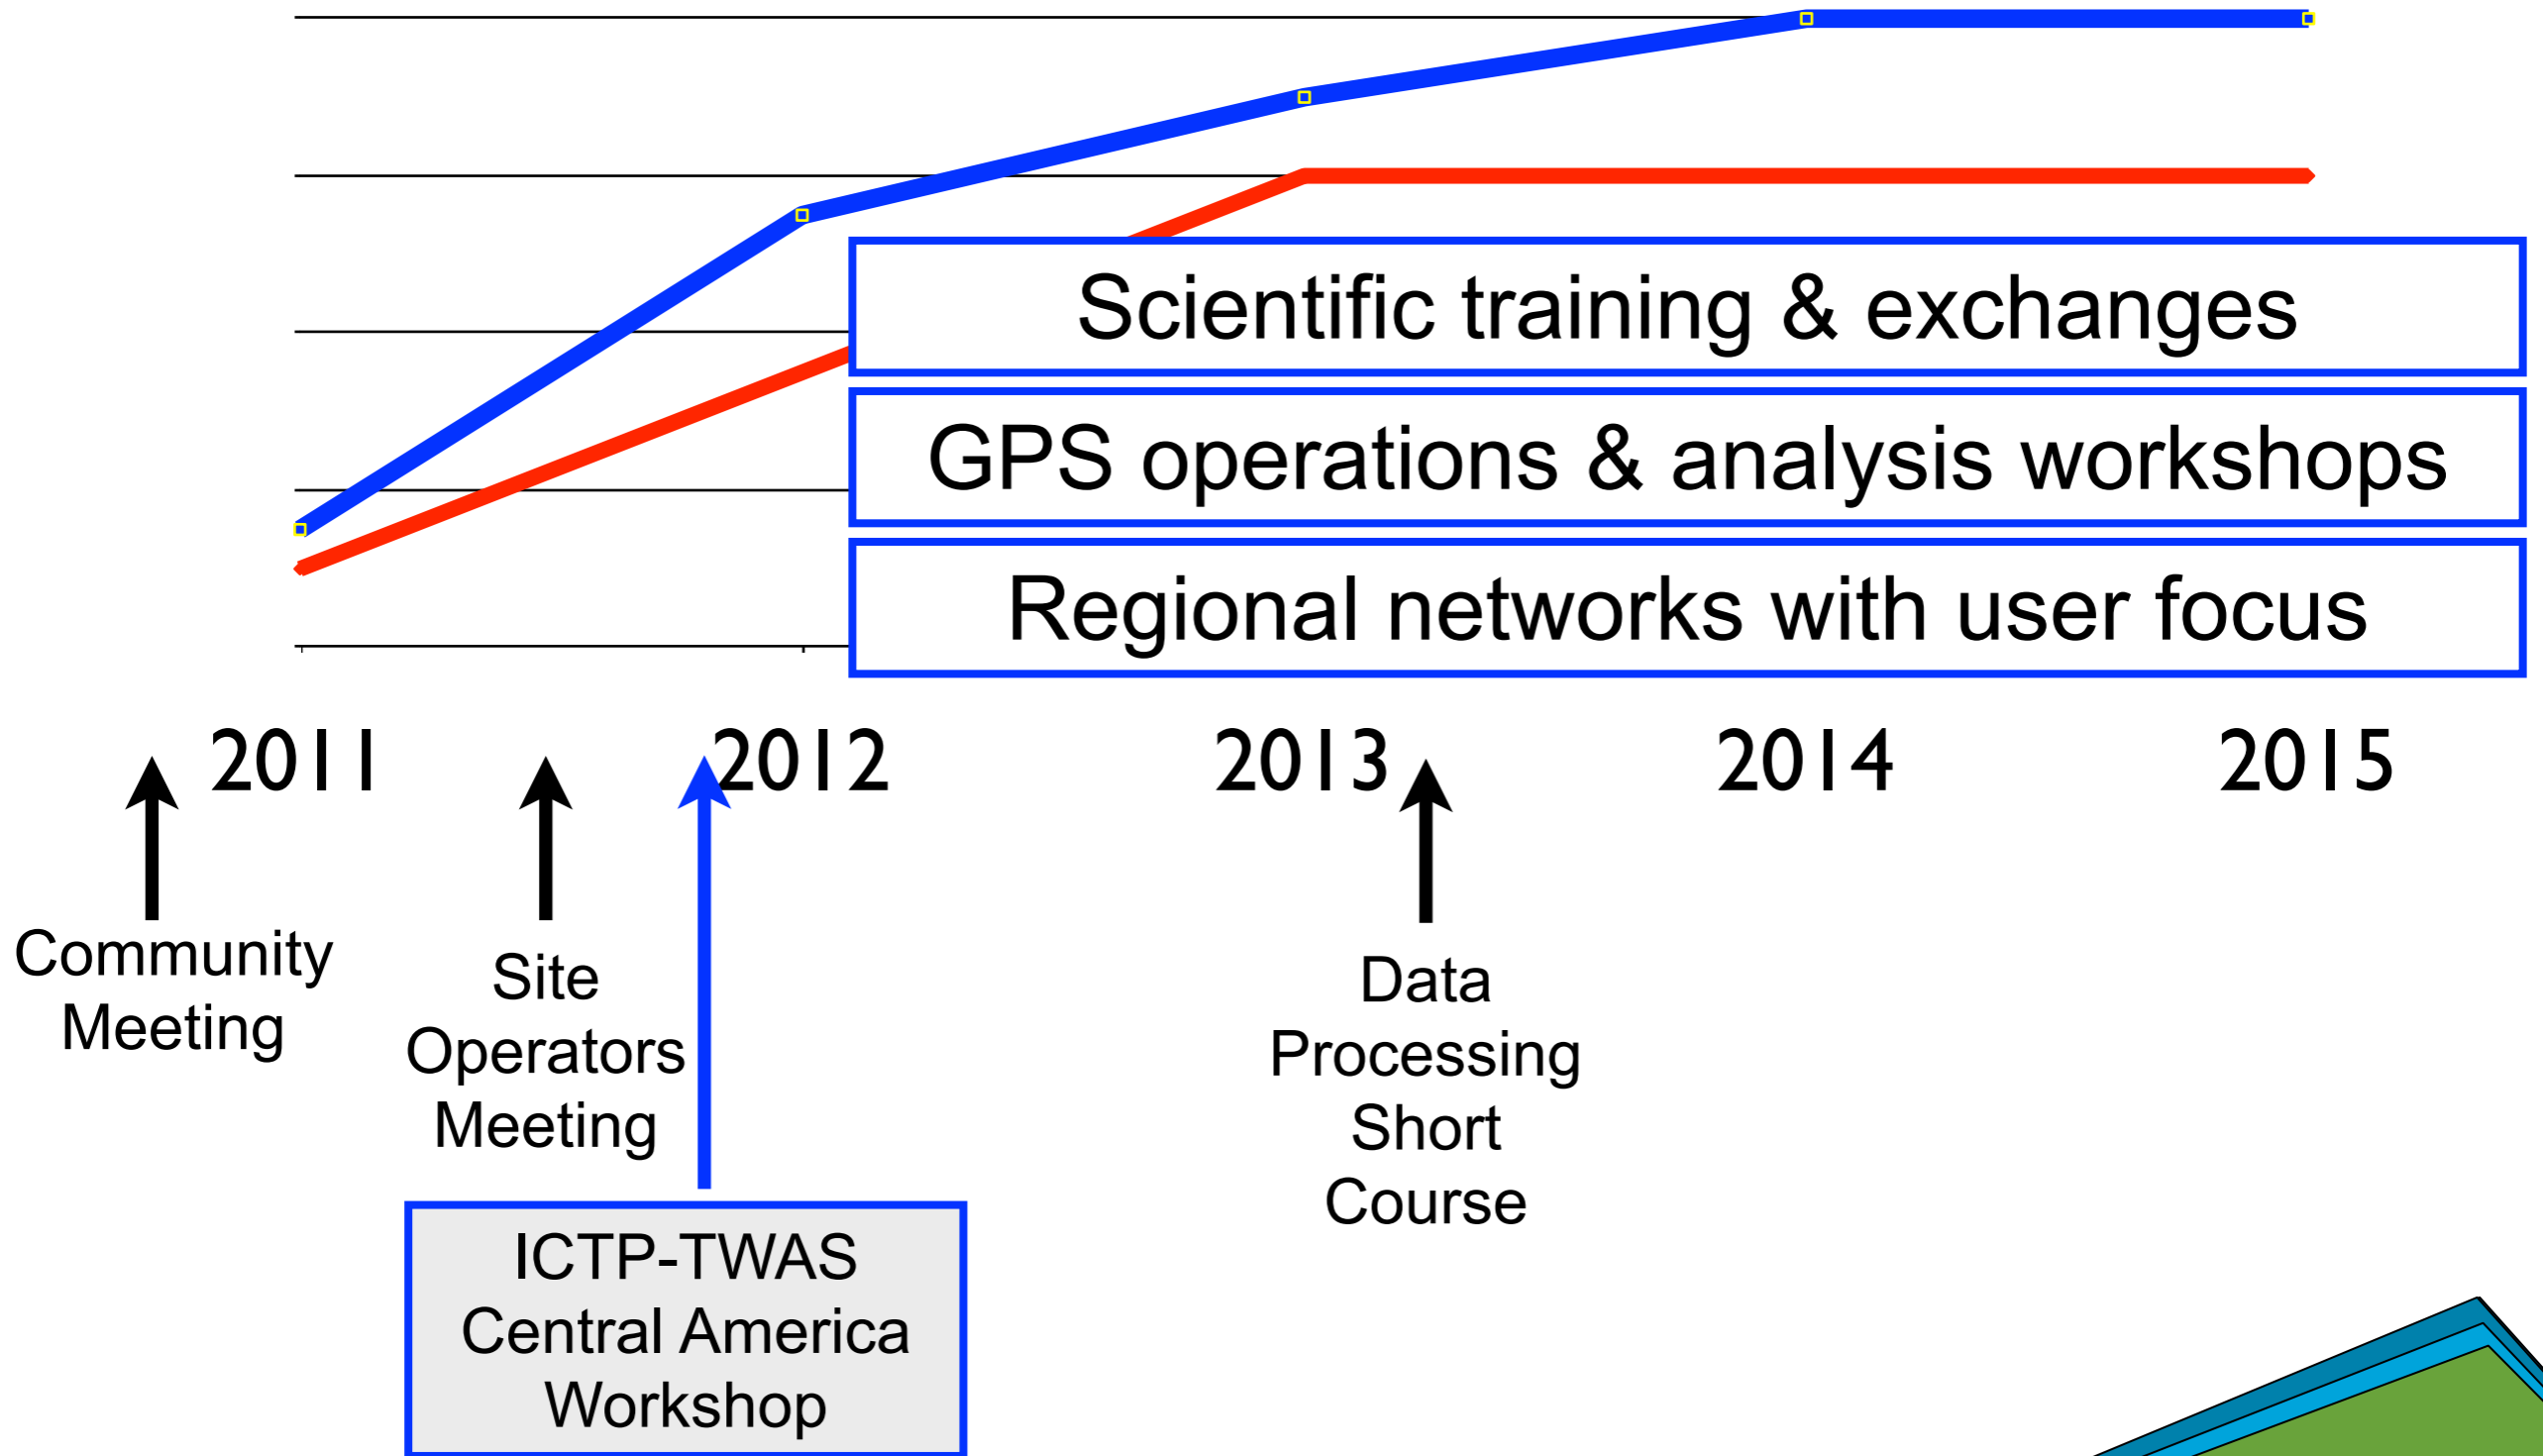 Scientific training & exchanges
GPS operations & analysis workshops
Regional networks with user focus
2011 2012 2013 2014 2015
Community
Meeting
Site
Operators
Meeting
Data
Processing
Short
Course
ICTP-TWAS
Central America
Workshop